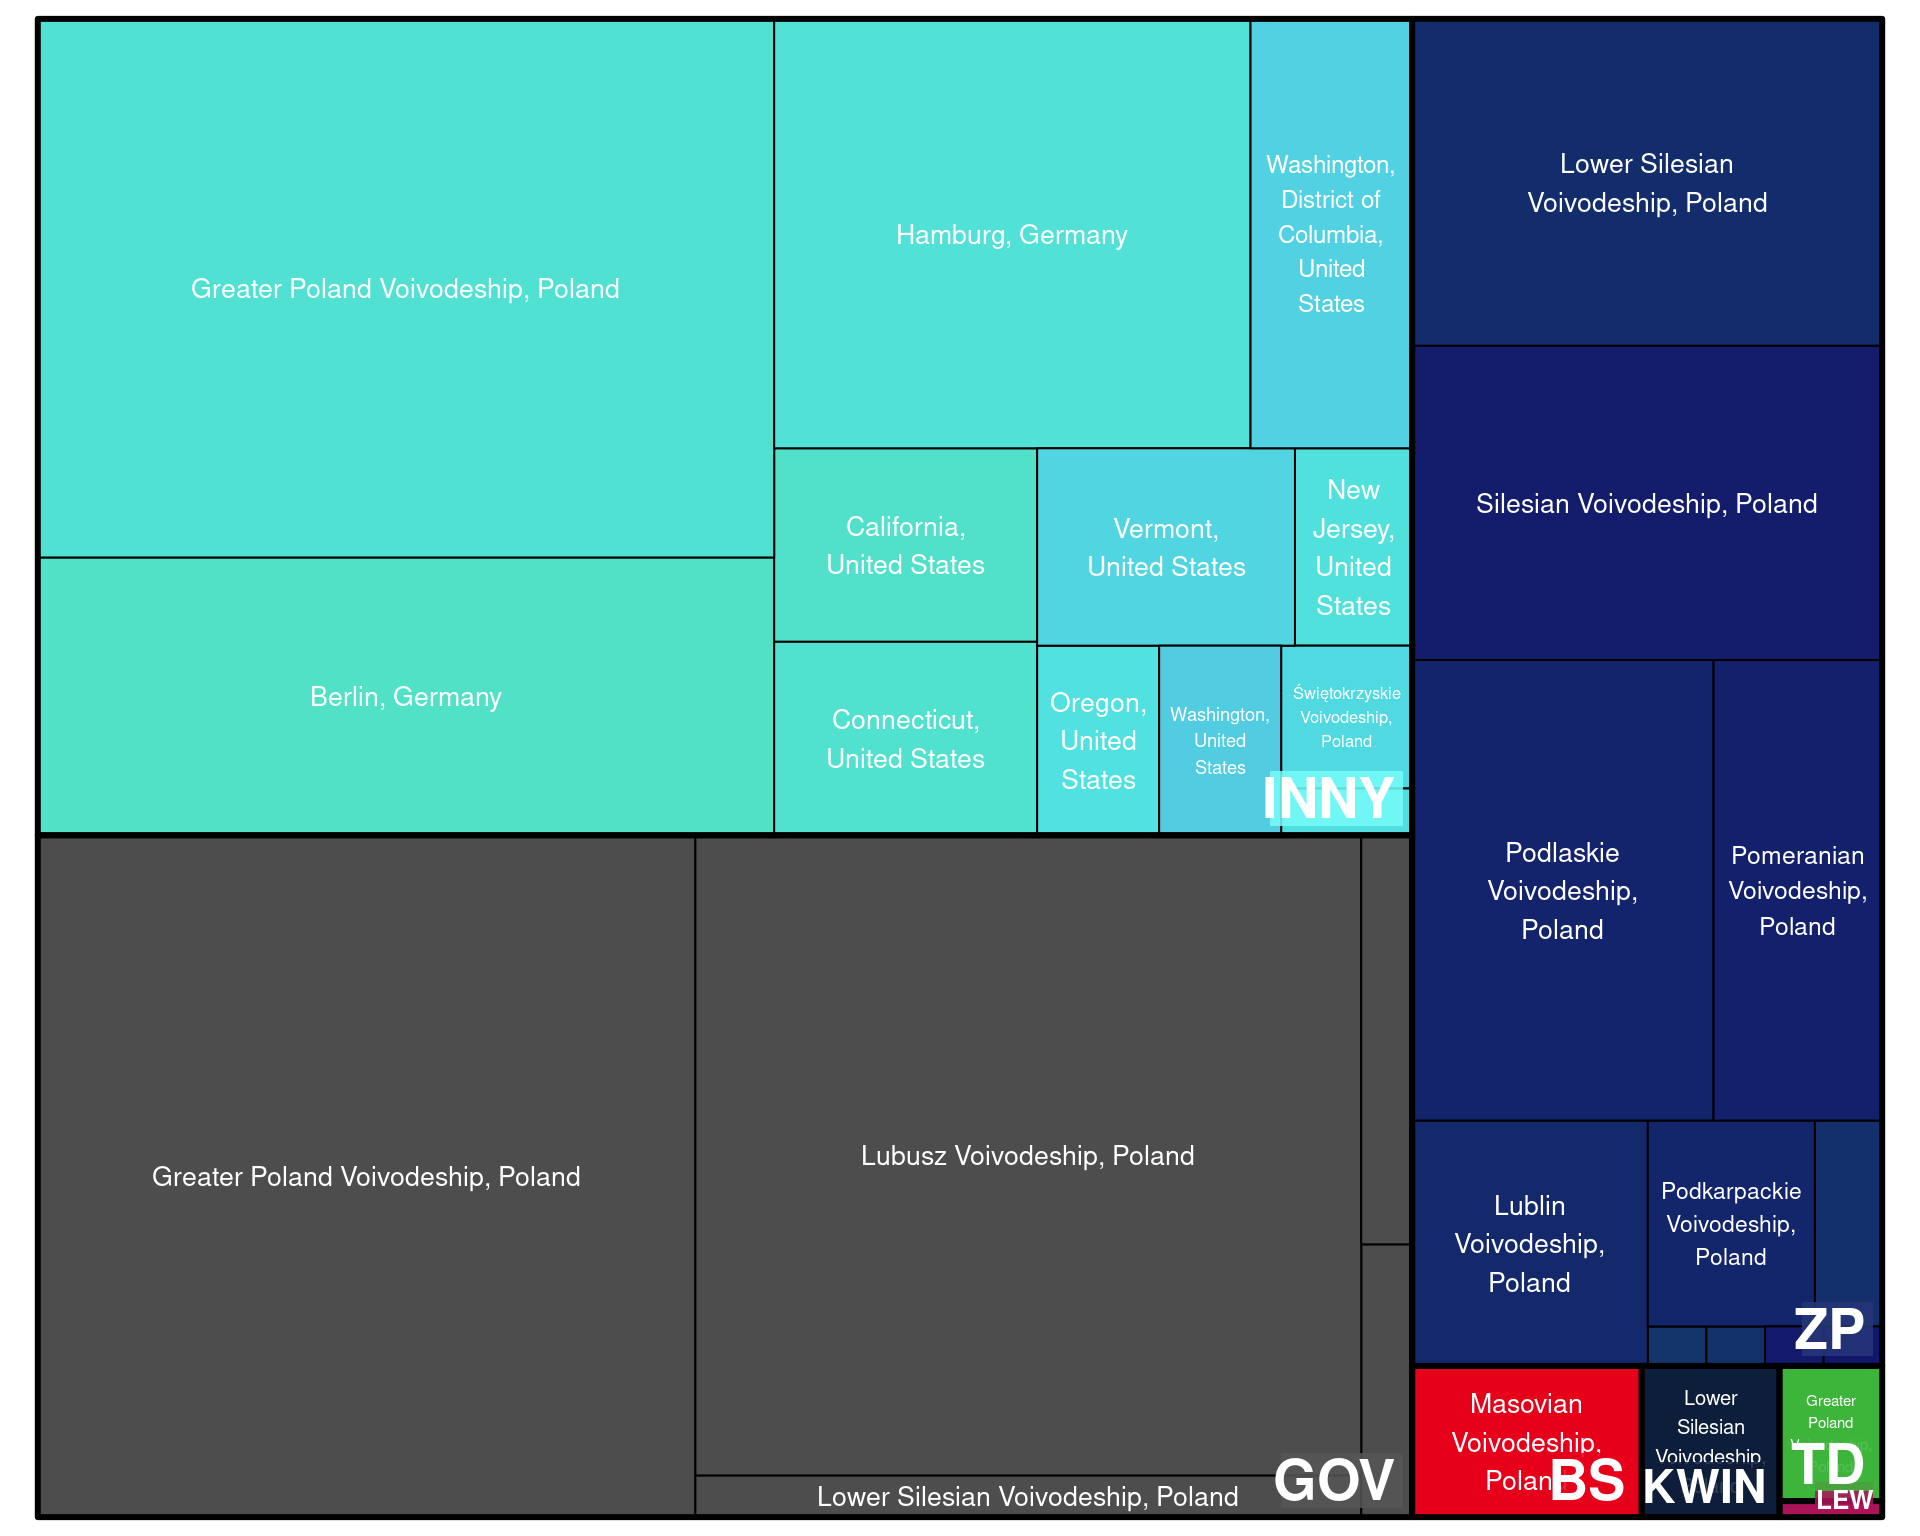 Greater Poland Voivodeship, Poland
Hamburg, Germany
Washington,
District of
Columbia,
United
States
Berlin, Germany
California,
United States
Vermont,
United States
New
Jersey,
United
States
Connecticut,
United States
Oregon,
United
States
Washington,
United
States
Świętokrzyskie
Voivodeship,
Poland
INNY
Lower Silesian
Voivodeship, Poland
Silesian Voivodeship, Poland
Podlaskie
Voivodeship,
Poland
Pomeranian
Voivodeship,
Poland
Lublin
Voivodeship,
Poland
Podkarpackie
Voivodeship,
Poland
ZP
Greater Poland Voivodeship, Poland
Lubusz Voivodeship, Poland
Lower Silesian Voivodeship, Poland
GOV
Masovian
Voivodeship,
Poland
BS
Lower
Silesian
Voivodeship,
KWIN
Greater
Poland
TD
LEW